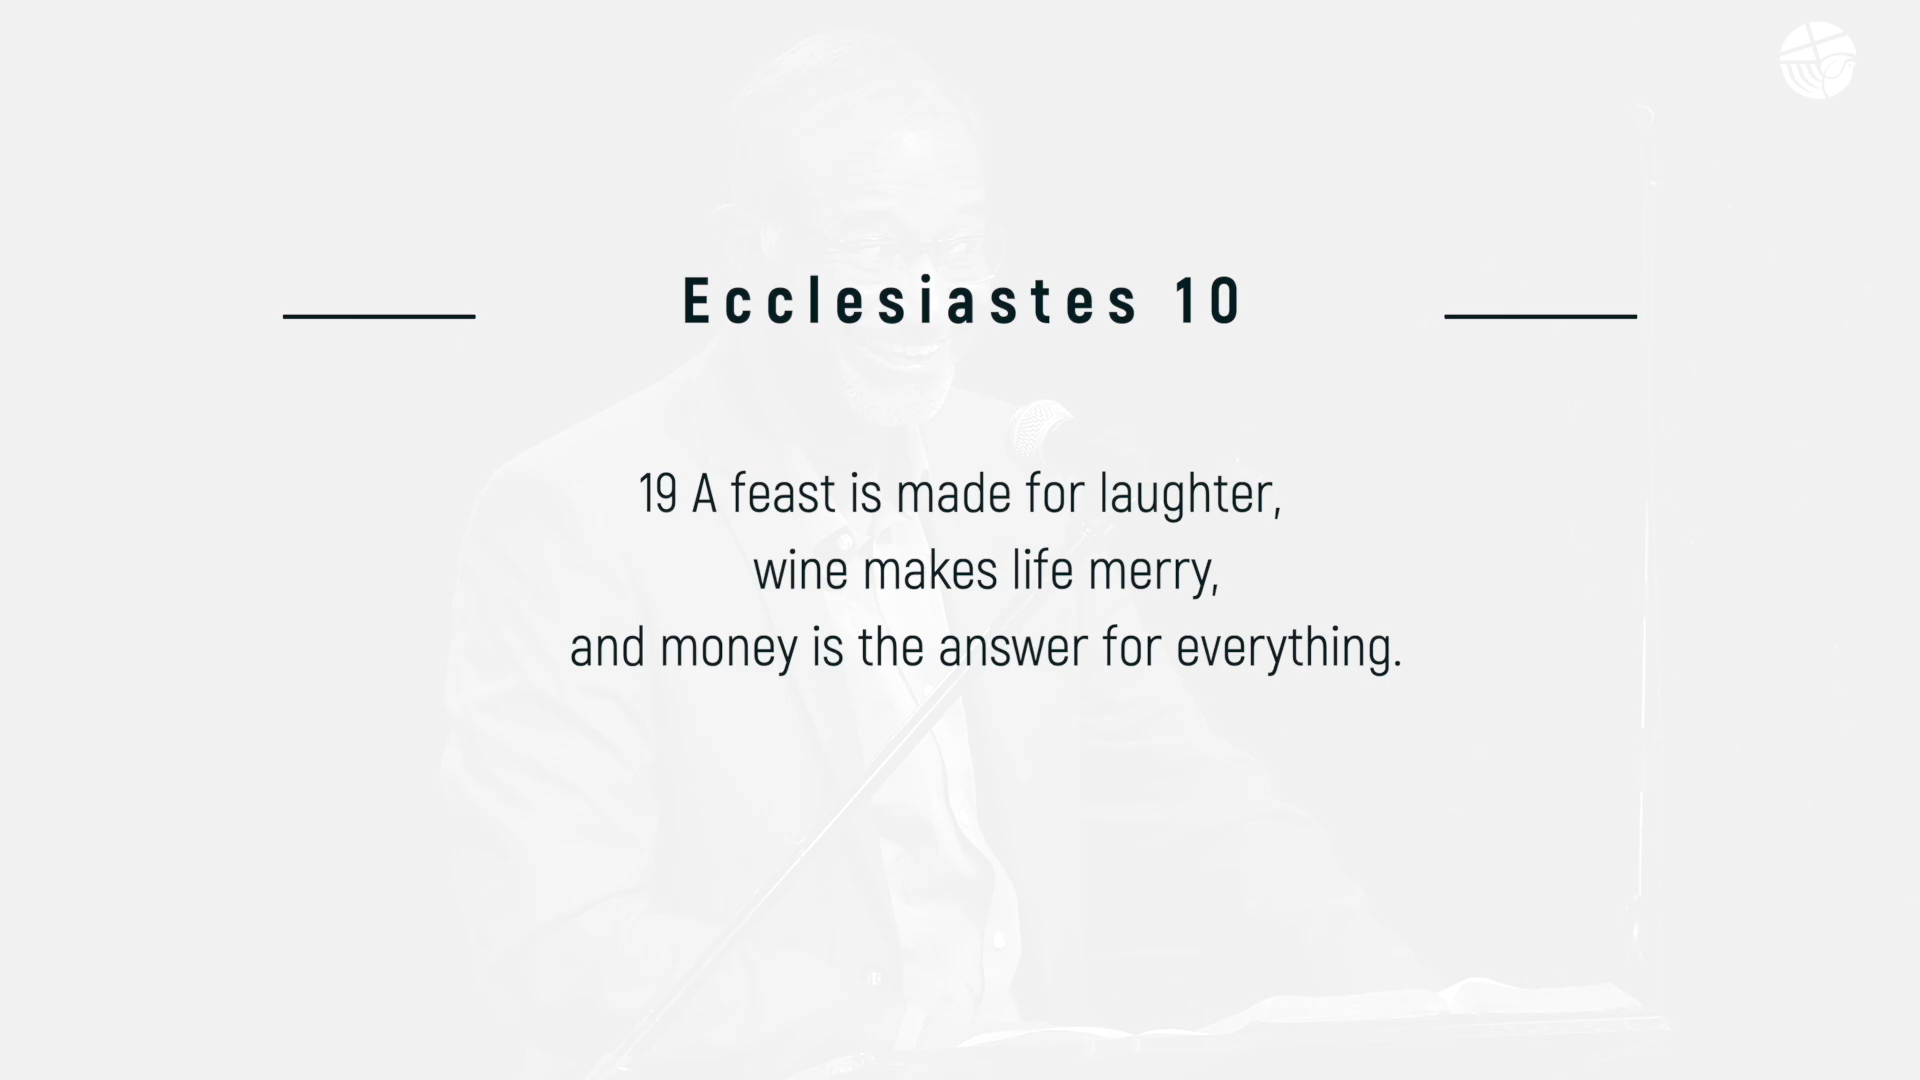 Ecclesiastes 10
19 A feast is made for laughter,
wine makes life merry,
and money is the answer for everything.